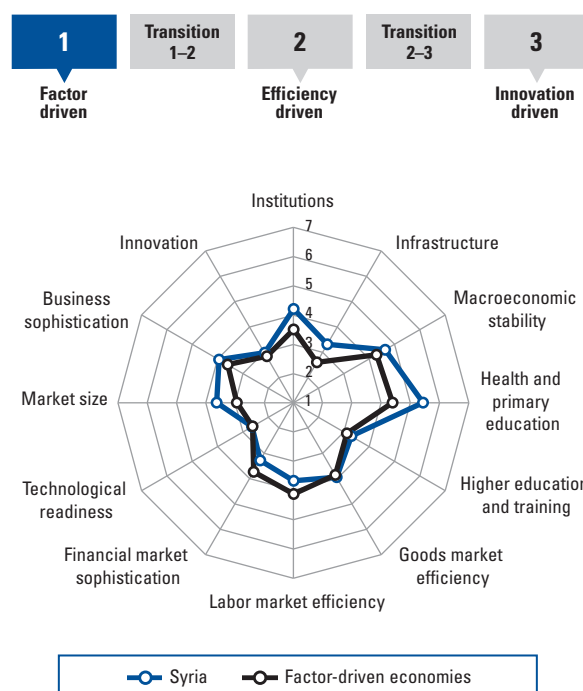 1
Transition
1–2
2
Transition
2–3
3
Factor
driven
Efficiency
driven
Innovation
driven
Institutions
7
6
5
4
3
2
1
Infrastructure
Macroeconomic
stability
Health and
primary
education
Higher education
and training
Goods market
efficiency
Labor market efficiency
Financial market
sophistication
Technological
readiness
Market size
Business
sophistication
Innovation
Syria
Factor-driven economies